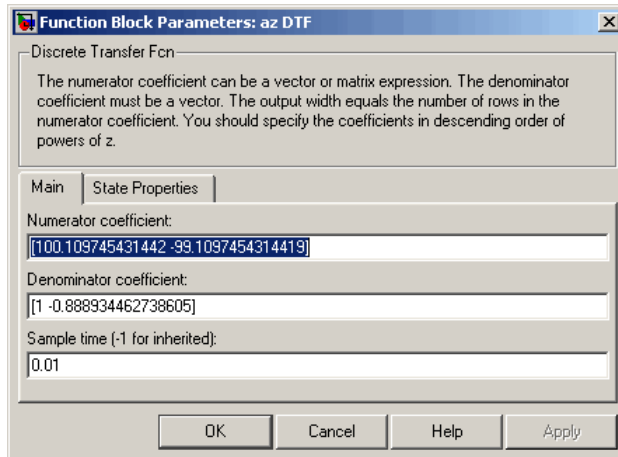 Function Block Parameters: az DTF
Discrete Transfer Fcn
The numerator coefficient can be a vector or matrix expression. The denominator
coefficient must be a vector. The output width equals the number of rows in the
numerator coefficient. You should specify the coefficients in descending order of
powers of z.
Main State Properties
Numerator coefficient:
[100.109745431442 -99.1097454314419]
Denominator coefficient:
[1 -0.888934462738605]
Sample time (-1 for inherited):
0.01
OK Cancel Help Apply